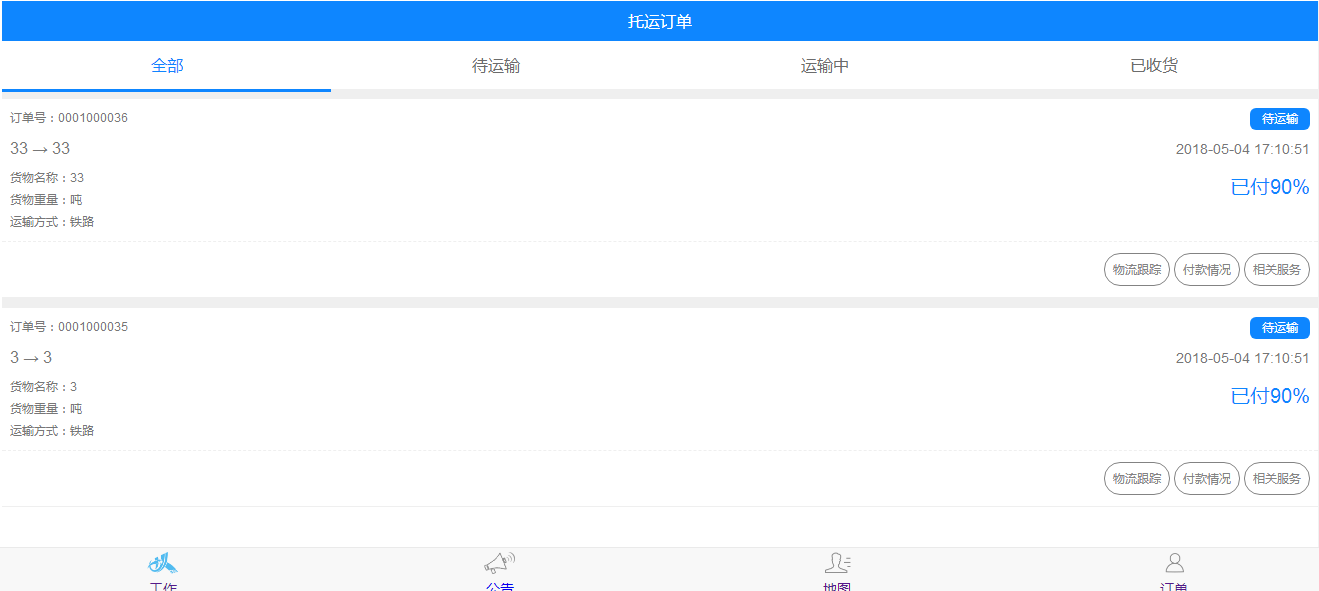 托运订单
全部 待运输 运输中 已收货
订单号：0001000036 待运输
33 → 33 2018-05-04 17:10:51
货物名称：33 已付90%
货物重量：吨
运输方式：铁路
物流跟踪 付款情况 相关服务
订单号：0001000035 待运输
3 → 3 2018-05-04 17:10:51
货物名称：3 已付90%
货物重量：吨
运输方式：铁路
物流跟踪 付款情况 相关服务
工作 公告 地图 订单